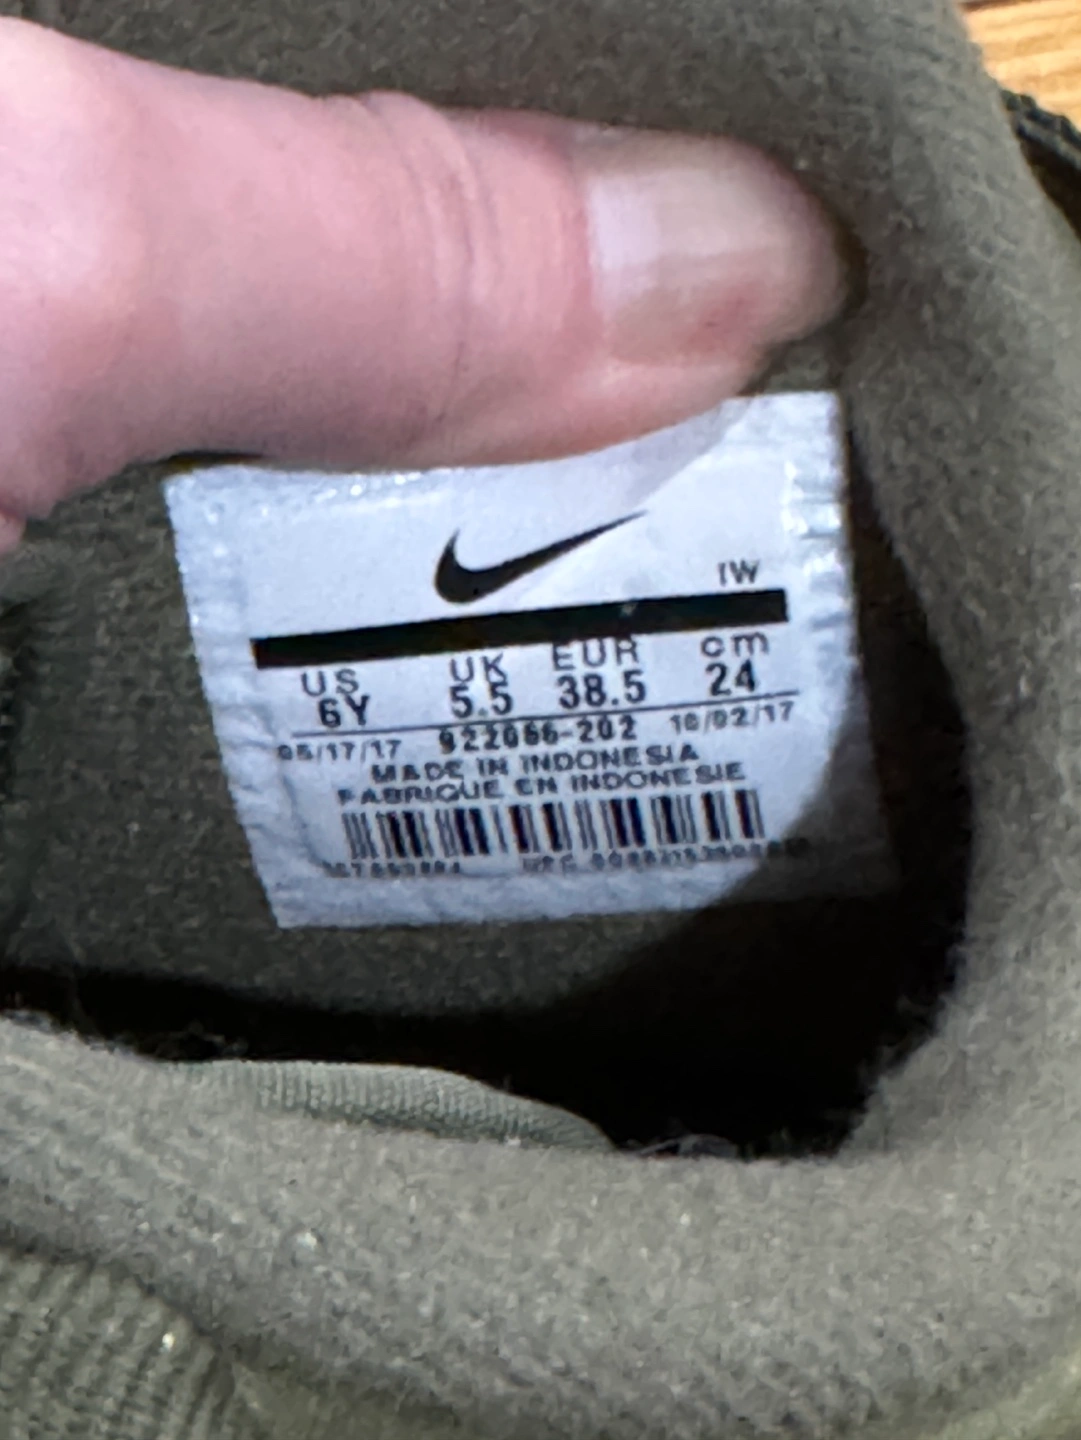 IW
US UK EUR cm
6Y 5.5 38.5 24
05/17/17 922066-202 10/02/17
MADE IN INDONESIA
FABRIQUE EN INDONESIE